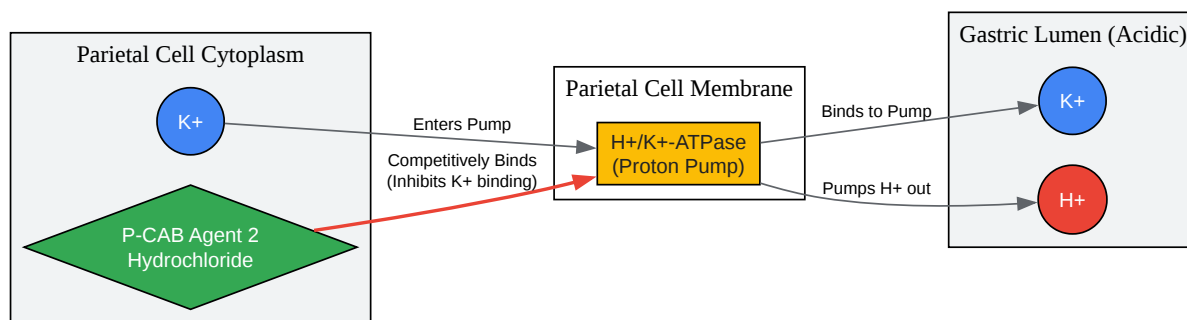 Parietal Cell Cytoplasm
K+
P-CAB Agent 2
Hydrochloride
Enters Pump
Competitively Binds
(Inhibits K+ binding)
Parietal Cell Membrane
H+/K+-ATPase
(Proton Pump)
Binds to Pump
Pumps H+ out
Gastric Lumen (Acidic)
K+
H+